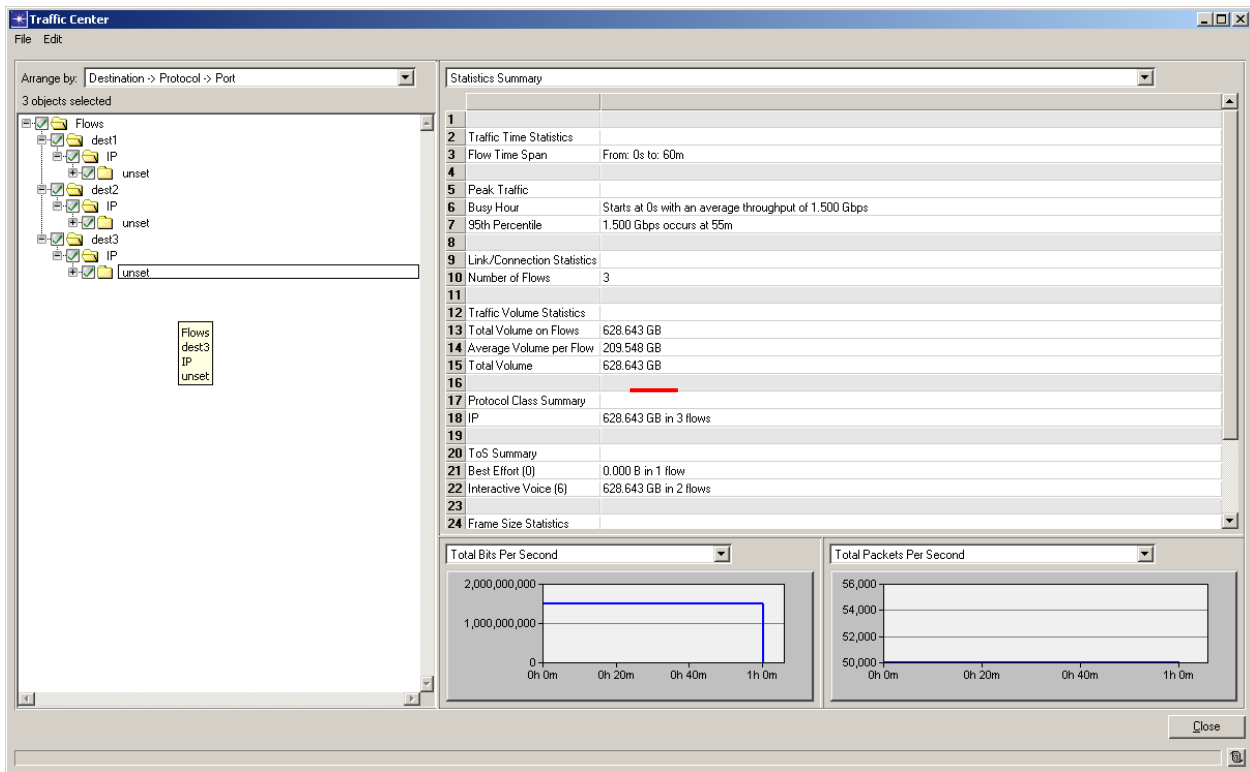 Traffic Center
File Edit
Arrange by: Destination -> Protocol -> Port
3 objects selected
Flows
dest1
IP
unset
dest2
IP
unset
dest3
IP
unset
Flows
dest3
IP
unset
Statistics Summary
1
2 Traffic Time Statistics
3 Flow Time Span From: 0s to: 60m
4
5 Peak Traffic
6 Busy Hour Starts at 0s with an average throughput of 1.500 Gbps
7 95th Percentile 1.500 Gbps occurs at 55m
8
9 Link/Connection Statistics
10 Number of Flows 3
11
12 Traffic Volume Statistics
13 Total Volume on Flows 628.643 GB
14 Average Volume per Flow 209.548 GB
15 Total Volume 628.643 GB
16
17 Protocol Class Summary
18 IP 628.643 GB in 3 flows
19
20 ToS Summary
21 Best Effort (0) 0.000 B in 1 flow
22 Interactive Voice (6) 628.643 GB in 2 flows
23
24 Frame Size Statistics
Total Bits Per Second
2,000,000,000
1,000,000,000
0
0h 0m 0h 20m 0h 40m 1h 0m
Total Packets Per Second
56,000
54,000
52,000
50,000
0h 0m 0h 20m 0h 40m 1h 0m
Close